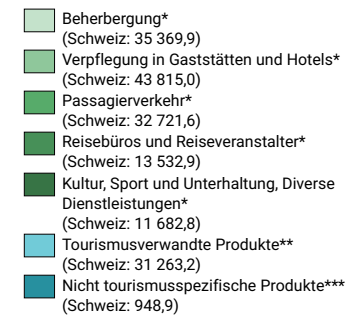 Beherbergung*
(Schweiz: 35 369,9)
Verpflegung in Gaststätten und Hotels*
(Schweiz: 43 815,0)
Passagierverkehr*
(Schweiz: 32 721,6)
Reisebüros und Reiseveranstalter*
(Schweiz: 13 532,9)
Kultur, Sport und Unterhaltung, Diverse
Dienstleistungen*
(Schweiz: 11 682,8)
Tourismusverwandte Produkte**
(Schweiz: 31 263,2)
Nicht tourismusspezifische Produkte***
(Schweiz: 948,9)